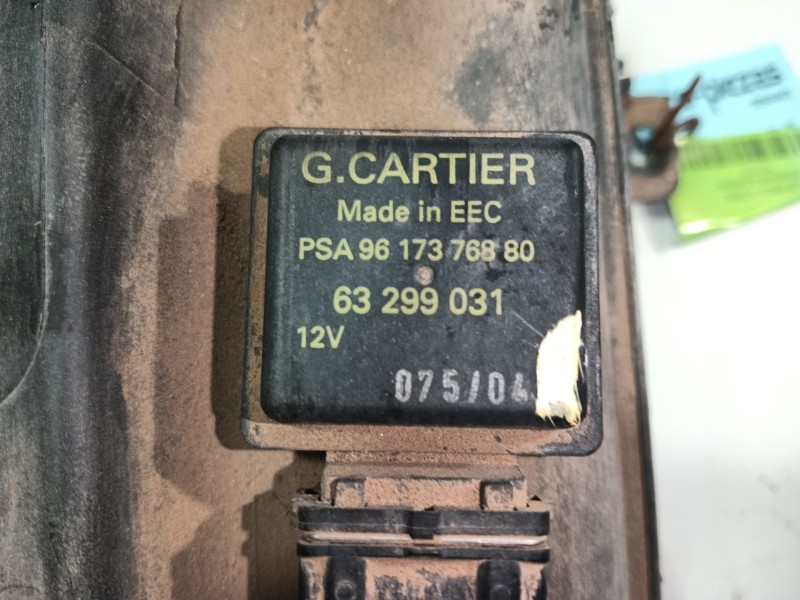 G.CARTIER
Made in EEC
PSA 96 173 768 80
63 299 031
12V
075/04